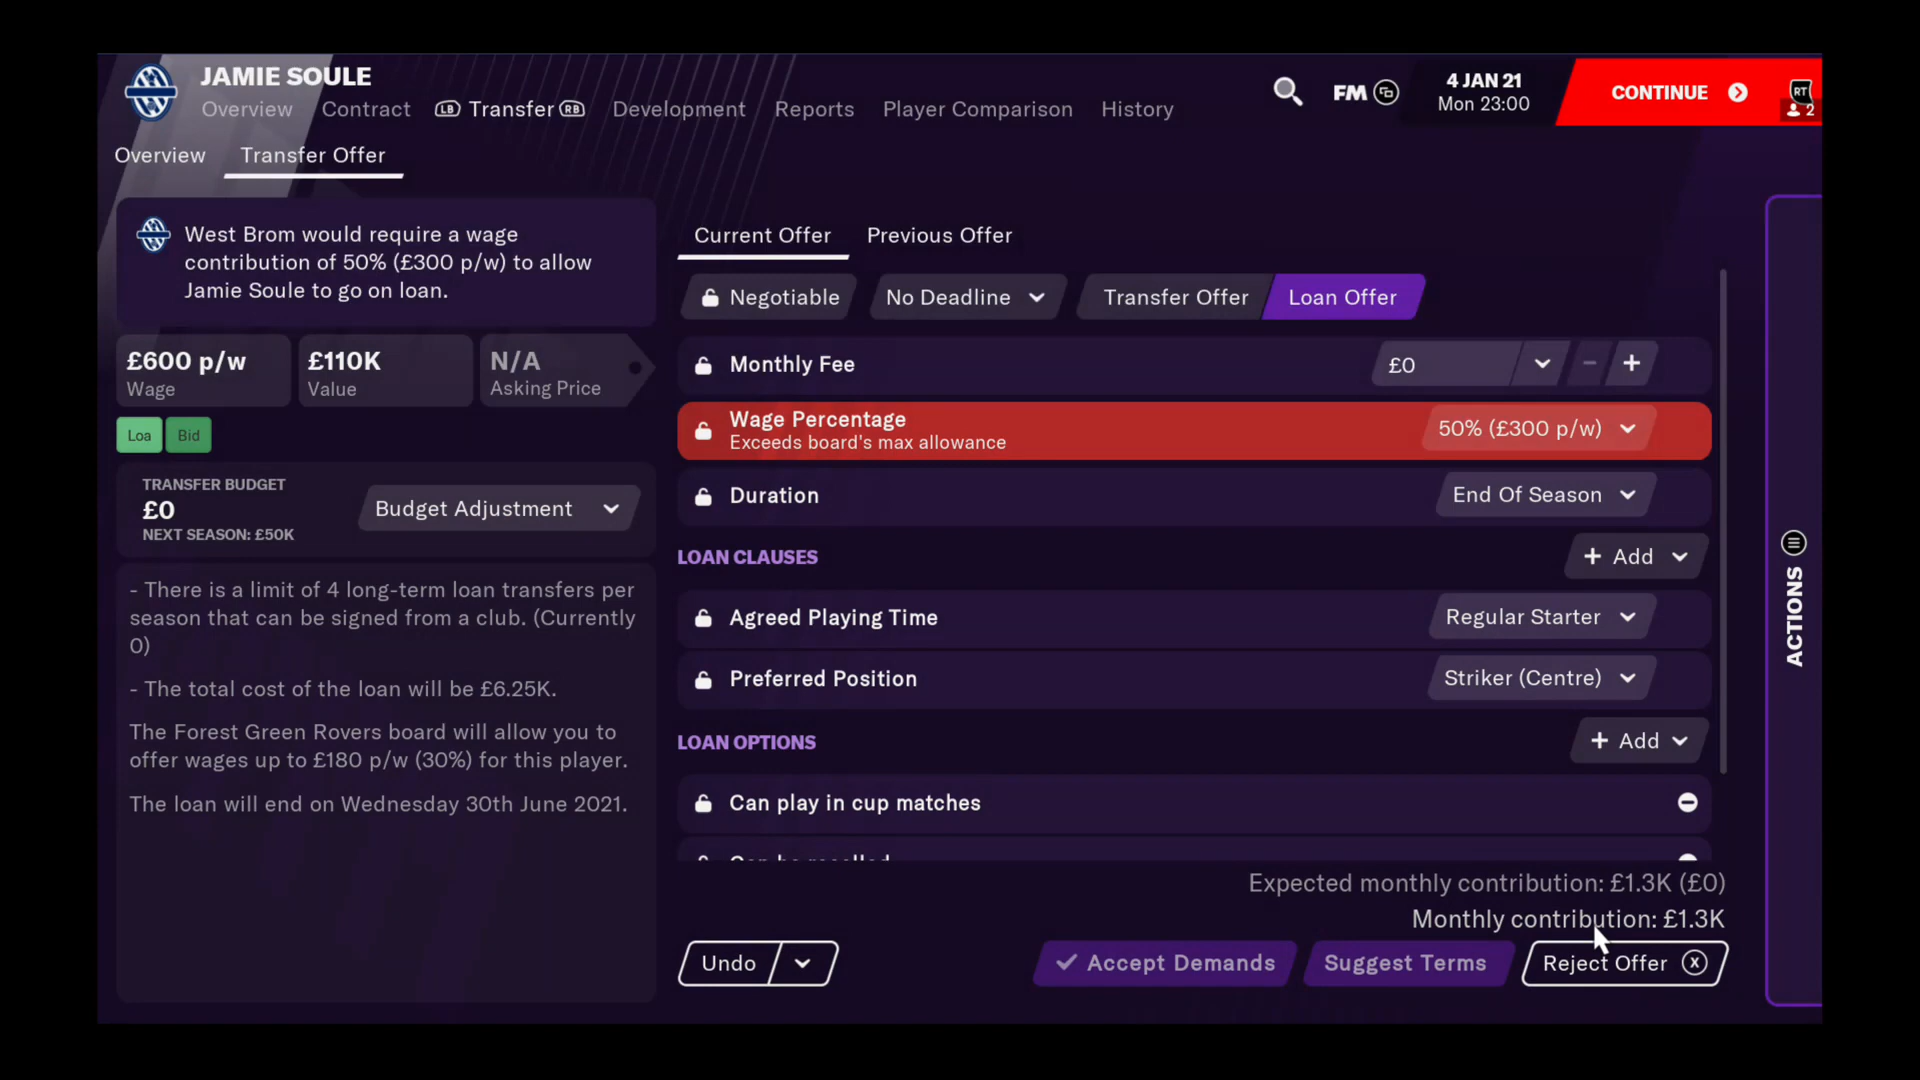 JAMIE SOULE
Overview Contract LB Transfer RB Development Reports Player Comparison History
FM
4 JAN 21
Mon 23:00
CONTINUE
RT
2
Overview Transfer Offer
West Brom would require a wage
contribution of 50% (£300 p/w) to allow
Jamie Soule to go on loan.
£600 p/w
Wage
£110K
Value
N/A
Asking Price
Loa Bid
TRANSFER BUDGET
£0
NEXT SEASON: £50K
Budget Adjustment
- There is a limit of 4 long-term loan transfers per
season that can be signed from a club. (Currently
0)
- The total cost of the loan will be £6.25K.
The Forest Green Rovers board will allow you to
offer wages up to £180 p/w (30%) for this player.
The loan will end on Wednesday 30th June 2021.
Current Offer Previous Offer
Negotiable No Deadline Transfer Offer Loan Offer
Monthly Fee £0
Wage Percentage
Exceeds board's max allowance
50% (£300 p/w)
Duration End Of Season
LOAN CLAUSES + Add
Agreed Playing Time Regular Starter
Preferred Position Striker (Centre)
LOAN OPTIONS + Add
Can play in cup matches
Can be recalled
Expected monthly contribution: £1.3K (£0)
Monthly contribution: £1.3K
Undo Accept Demands Suggest Terms Reject Offer X
ACTIONS